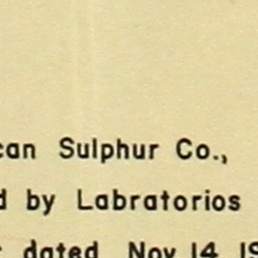 can Sulphur Co.,
d by Labratorios
dated Nov 14 19